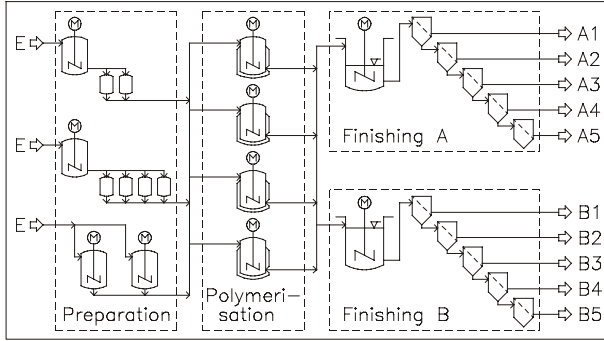 M
E
A1
A2
A3
A4
A5
M
M
M
M
Finishing A
E
M
M
E
M
M
M
M
B1
B2
B3
B4
B5
Preparation
Polymeri-
sation
Finishing B